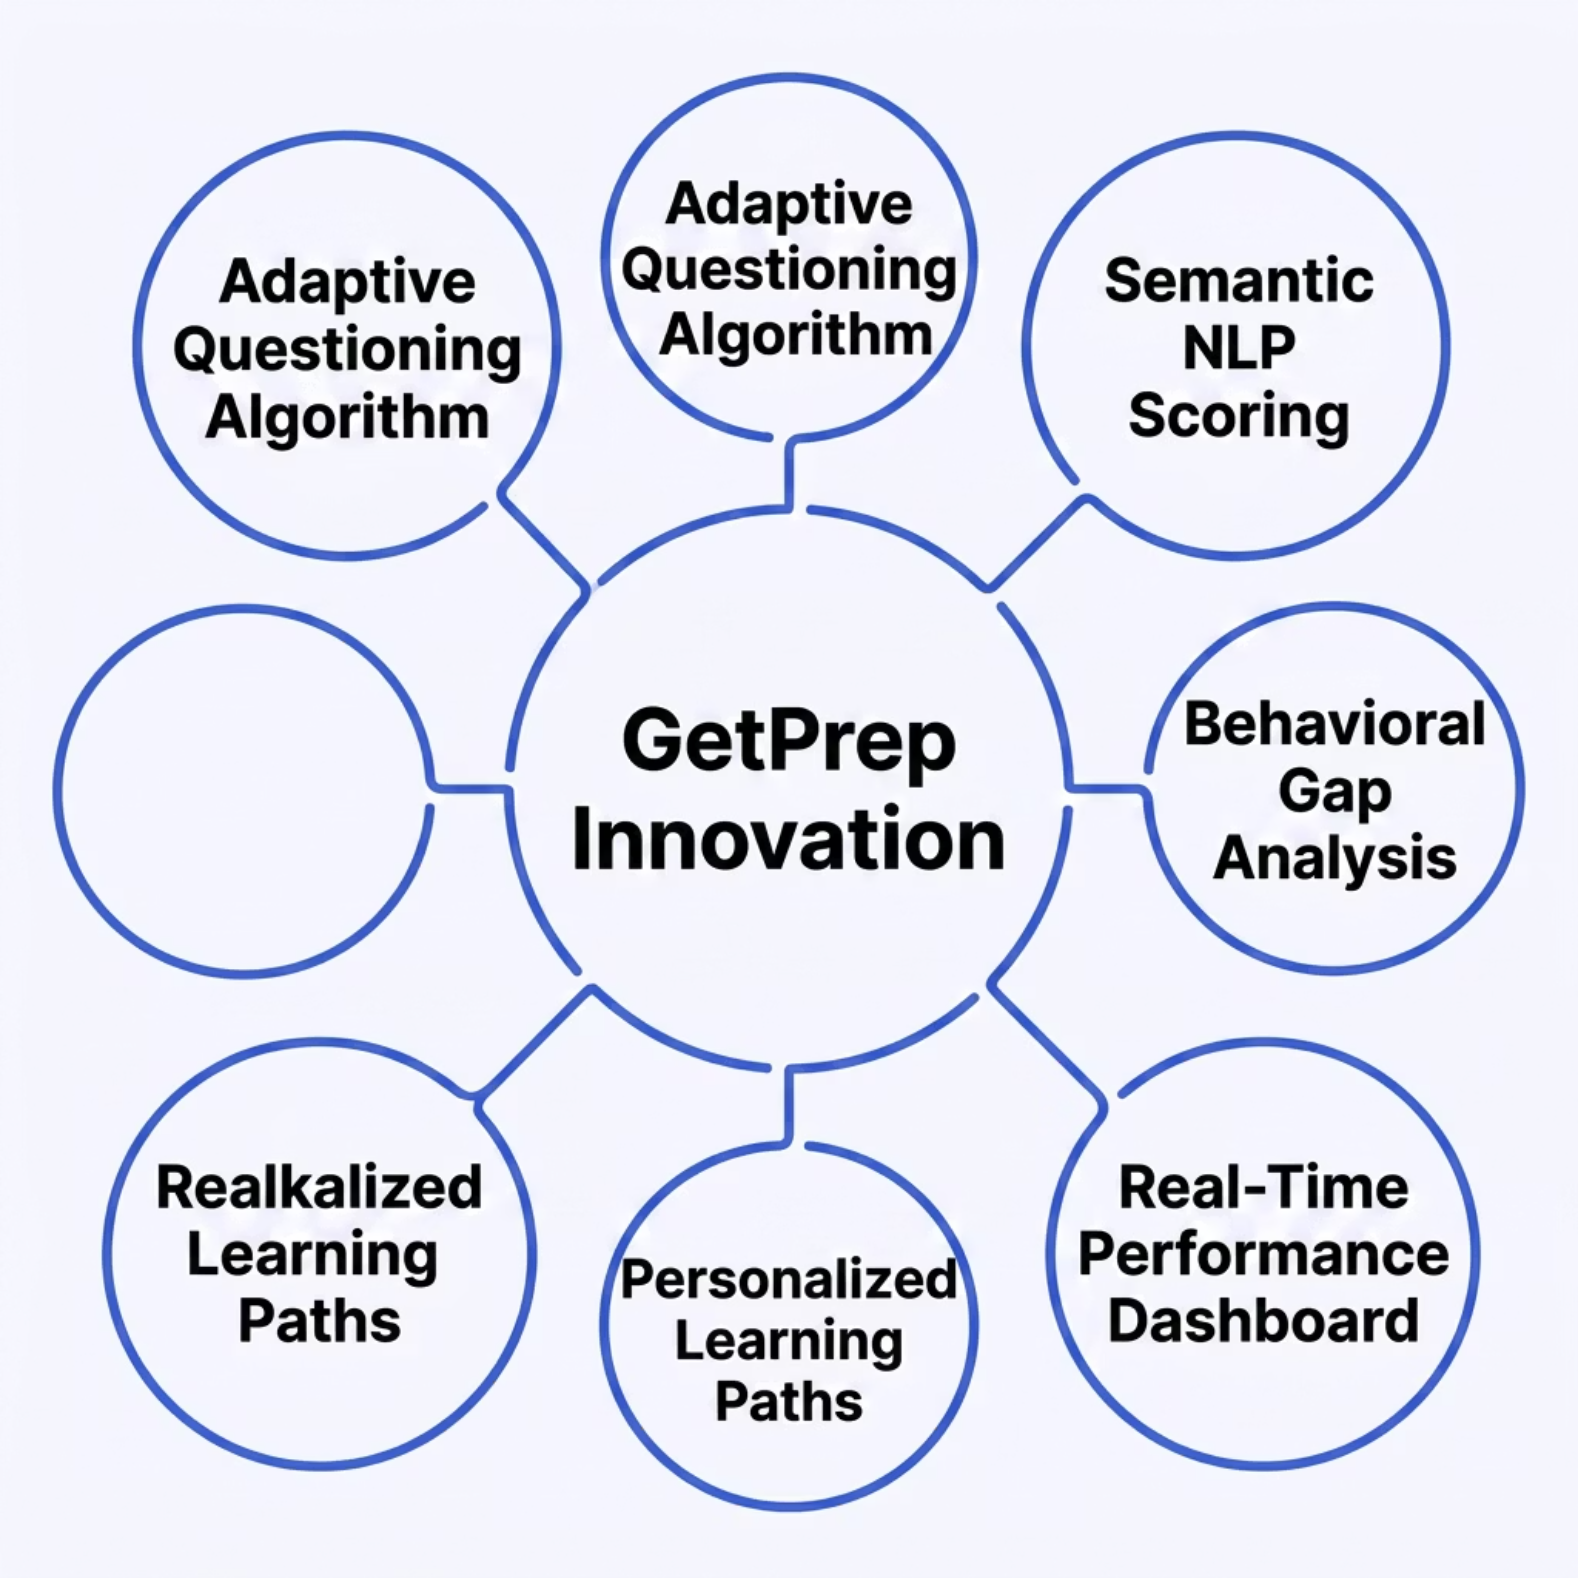 Adaptive
Questioning
Algorithm
Adaptive
Questioning
Algorithm
Semantic
NLP
Scoring
GetPrep
Innovation
Behavioral
Gap
Analysis
Realkalized
Learning
Paths
Personalized
Learning
Paths
Real-Time
Performance
Dashboard